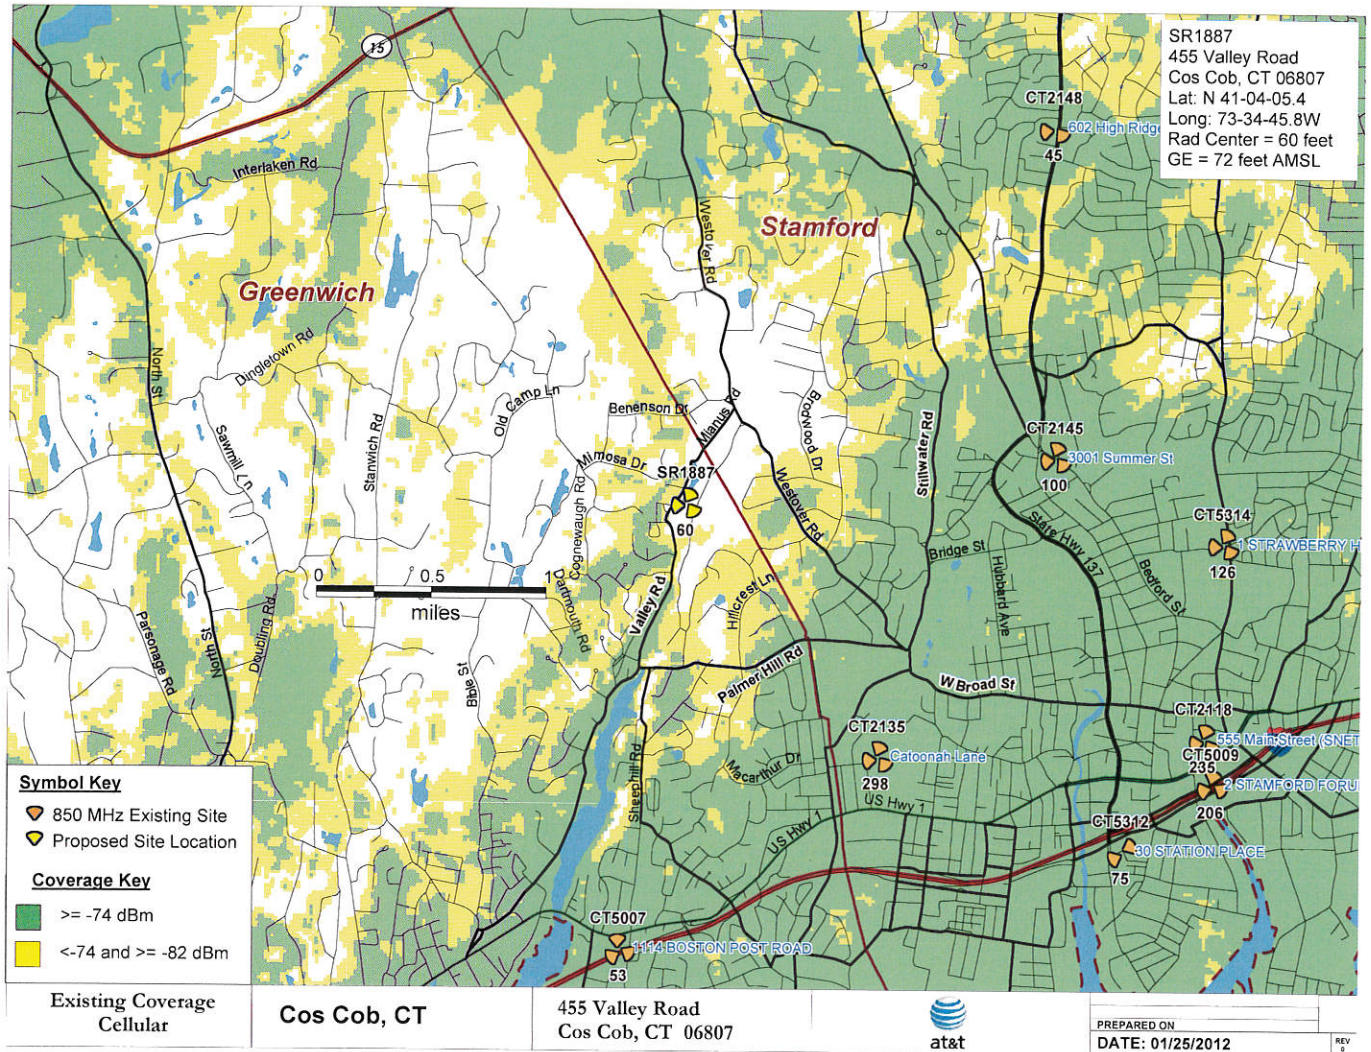 SR1887
455 Valley Road
Cos Cob, CT 06807
Lat: N 41-04-05.4
Long: 73-34-45.8W
Rad Center = 60 feet
GE = 72 feet AMSL
15
CT2148
602 High Ridge
45
Interlaken Rd
Westover Rd
Stamford
Greenwich
North St
Dingletown Rd
Old Camp Ln
Benenson Dr
Mianus Rd
Brodwood Dr
Stillwater Rd
Sawmill Ln
Stanwich Rd
Mimosa Dr
SR1887
60
Westover Rd
CT2145
3001 Summer St
100
Cognewaugh Rd
State Hwy 137
CT5314
1 STRAWBERRY H
126
Bridge St
Hubbard Ave
Bedford St
0 0.5 1
miles
Dartmouth Rd
Valley Rd
Hillcrest Ln
Parsonage Rd
North St
Doubling Rd
Bible St
Palmer Hill Rd
W Broad St
CT2135
Catoonah Lane
298
CT2118
555 Main Street (SNET
CT5009
235
2 STAMFORD FORU
206
Sheephill Rd
Macarthur Dr
US Hwy 1
US Hwy 1
CT5312
30 STATION PLACE
75
CT5007
1114 BOSTON POST ROAD
53
Symbol Key
850 MHz Existing Site
Proposed Site Location
Coverage Key
>= -74 dBm
<-74 and >= -82 dBm
Existing Coverage
Cellular
Cos Cob, CT
455 Valley Road
Cos Cob, CT 06807
at&t
PREPARED ON
DATE: 01/25/2012
REV
0